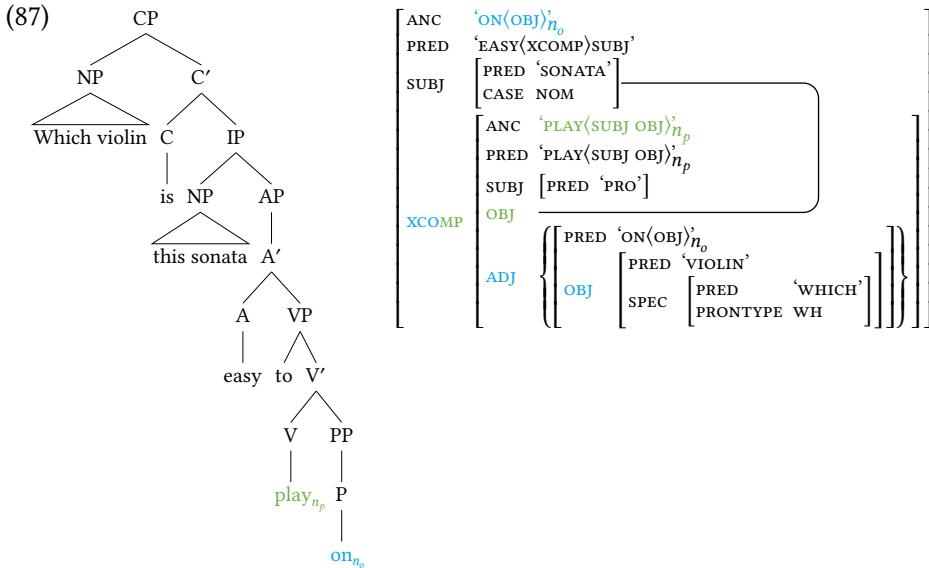 (87)
CP
NP C′
Which violin C IP
is NP AP
this sonata A′
A VP
easy to V′
V PP
play_{n_p} P
on_{n_o}
ANC ‘ON⟨OBJ⟩’_{n_o}
PRED ‘EASY⟨XCOMP⟩SUBJ’
SUBJ [PRED ‘SONATA’
CASE NOM]
XCOMP
ANC ‘PLAY⟨SUBJ OBJ⟩’_{n_p}
PRED ‘PLAY⟨SUBJ OBJ⟩’_{n_p}
SUBJ [PRED ‘PRO’]
OBJ
ADJ
PRED ‘ON⟨OBJ⟩’_{n_o}
OBJ
PRED ‘VIOLIN’
SPEC [PRED ‘WHICH’
PRONTYPE WH]